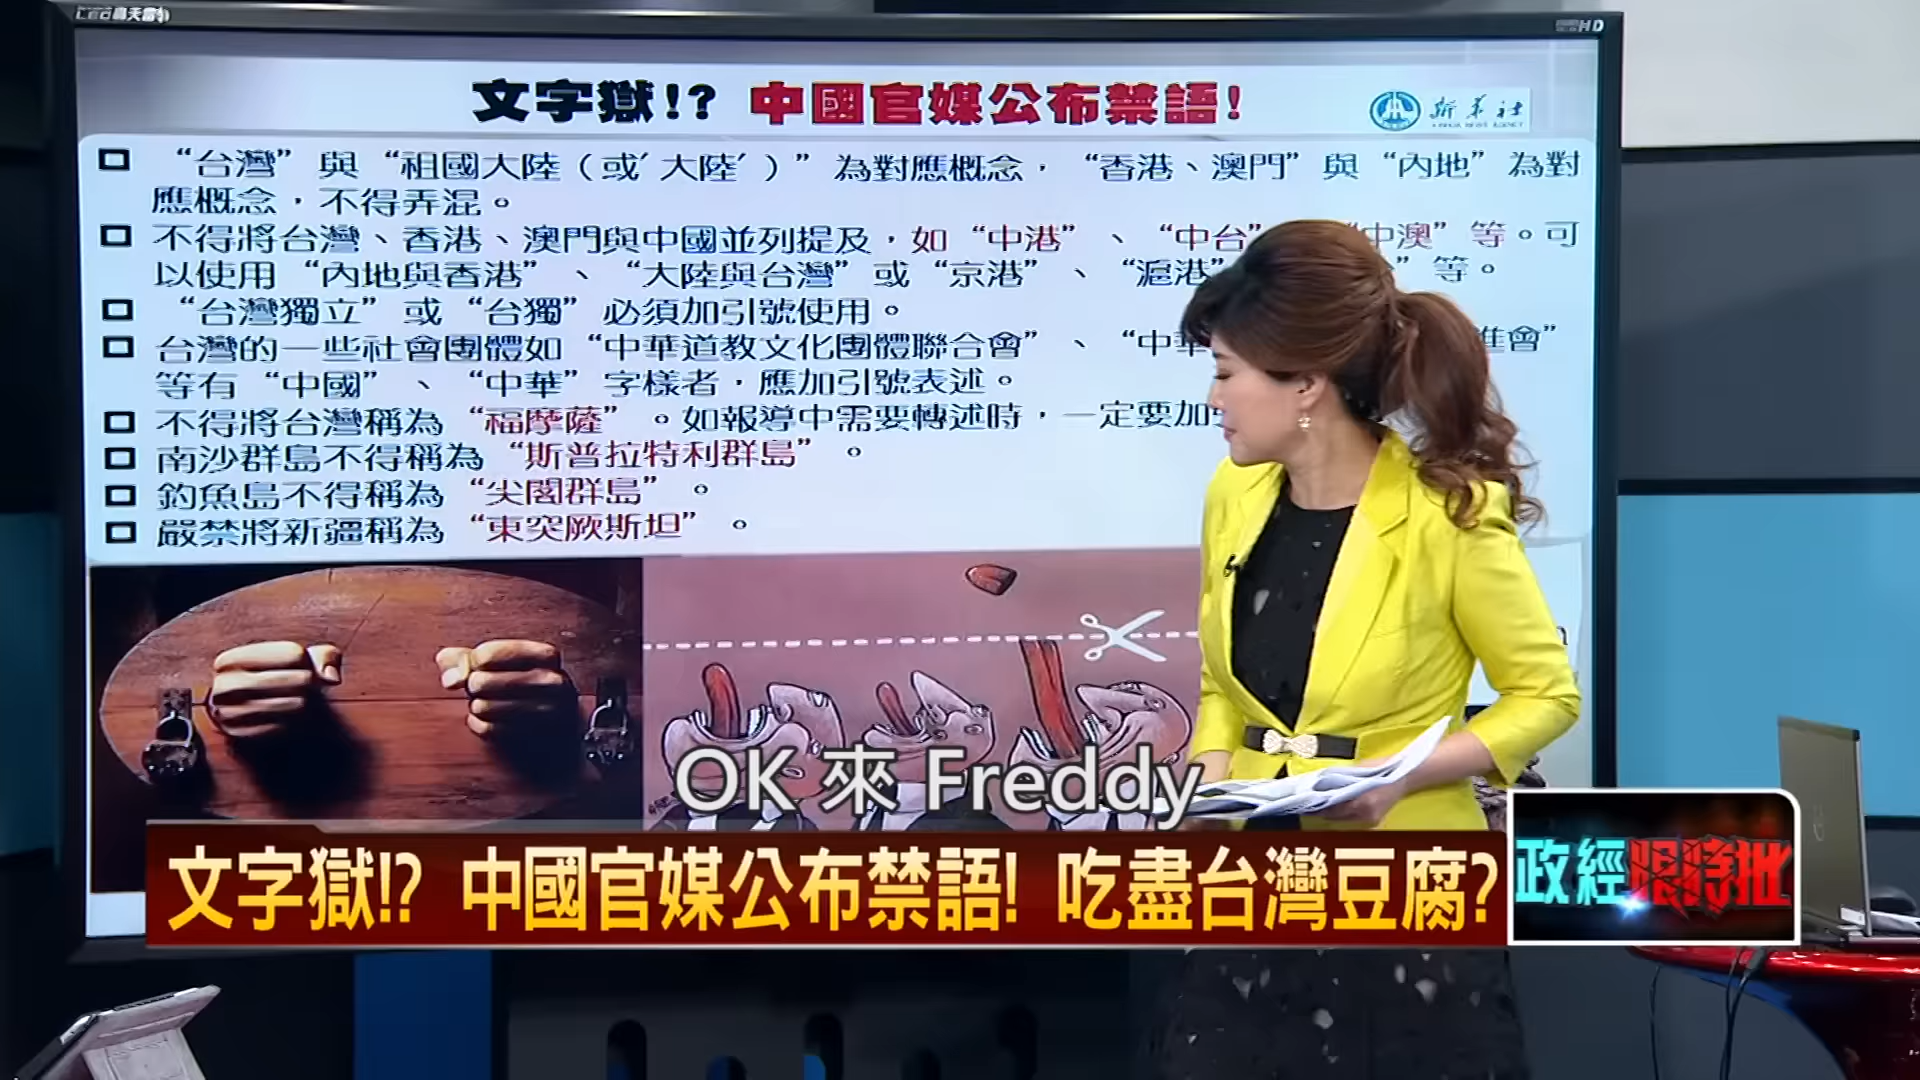 文字獄!? 中國官媒公布禁語!
新華社
“台灣”與“祖國大陸（或‘大陸’）”為對應概念，“香港、澳門”與“內地”為對
應概念，不得弄混。
不得將台灣、香港、澳門與中國並列提及，如“中港”、“中台” 中澳”等。可
以使用“內地與香港”、“大陸與台灣”或“京港”、“滬港” ”等。
“台灣獨立”或“台獨”必須加引號使用。
台灣的一些社會團體如“中華道教文化團體聯合會”、“中華 進會”
等有“中國”、“中華”字樣者，應加引號表述。
不得將台灣稱為“福摩薩”。如報導中需要轉述時，一定要加
南沙群島不得稱為“斯普拉特利群島”。
釣魚島不得稱為“尖閣群島”。
嚴禁將新疆稱為“東突厥斯坦”。
OK 來 Freddy
文字獄!? 中國官媒公布禁語! 吃盡台灣豆腐?
政經眼時批